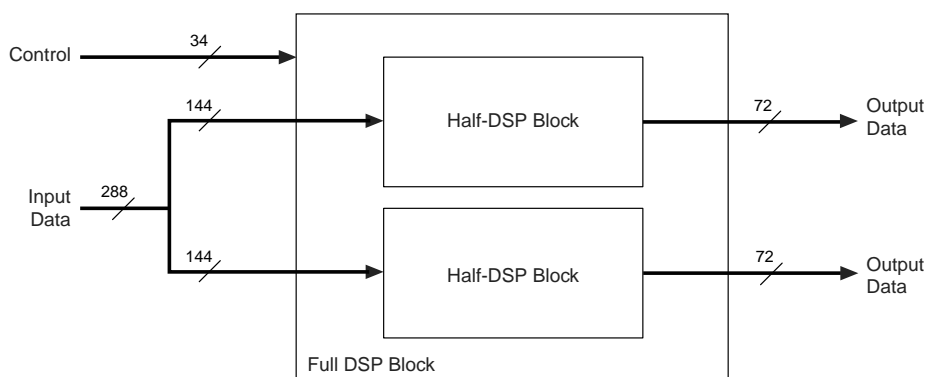 Control
34
144
Half-DSP Block
72
Output
Data
Input
Data
288
144
Half-DSP Block
72
Output
Data
Full DSP Block